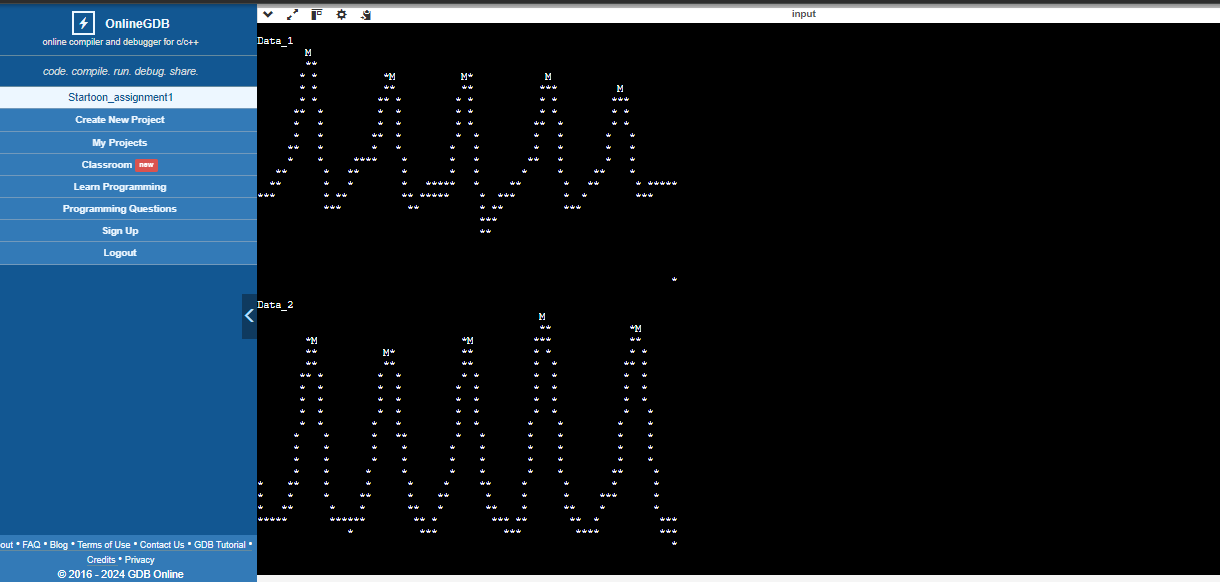 OnlineGDB
online compiler and debugger for c/c++
code. compile. run. debug. share.
Startoon_assignment1
Create New Project
My Projects
Classroom new
Learn Programming
Programming Questions
Sign Up
Logout
out • FAQ • Blog • Terms of Use • Contact Us • GDB Tutorial •
Credits • Privacy
© 2016 - 2024 GDB Online
input
Data_1
M
M M M
M
Data_2
M
M
M M
M